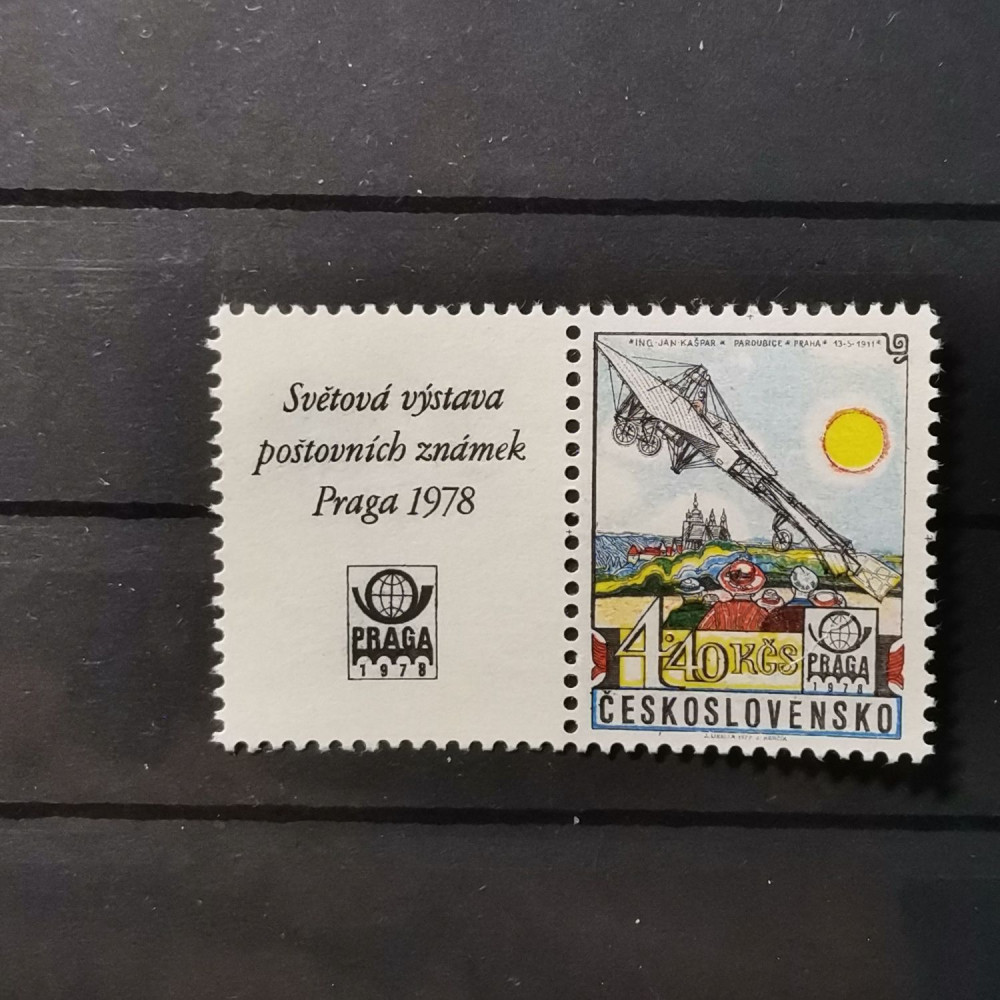 Světová výstava
poštovních známek
Praga 1978
PRAGA
1978
*ING·JAN·KAŠPAR * PARDUBICE * PRAHA * 13-5-1911*
4·40 KČS
PRAGA
1978
ČESKOSLOVENSKO
1977